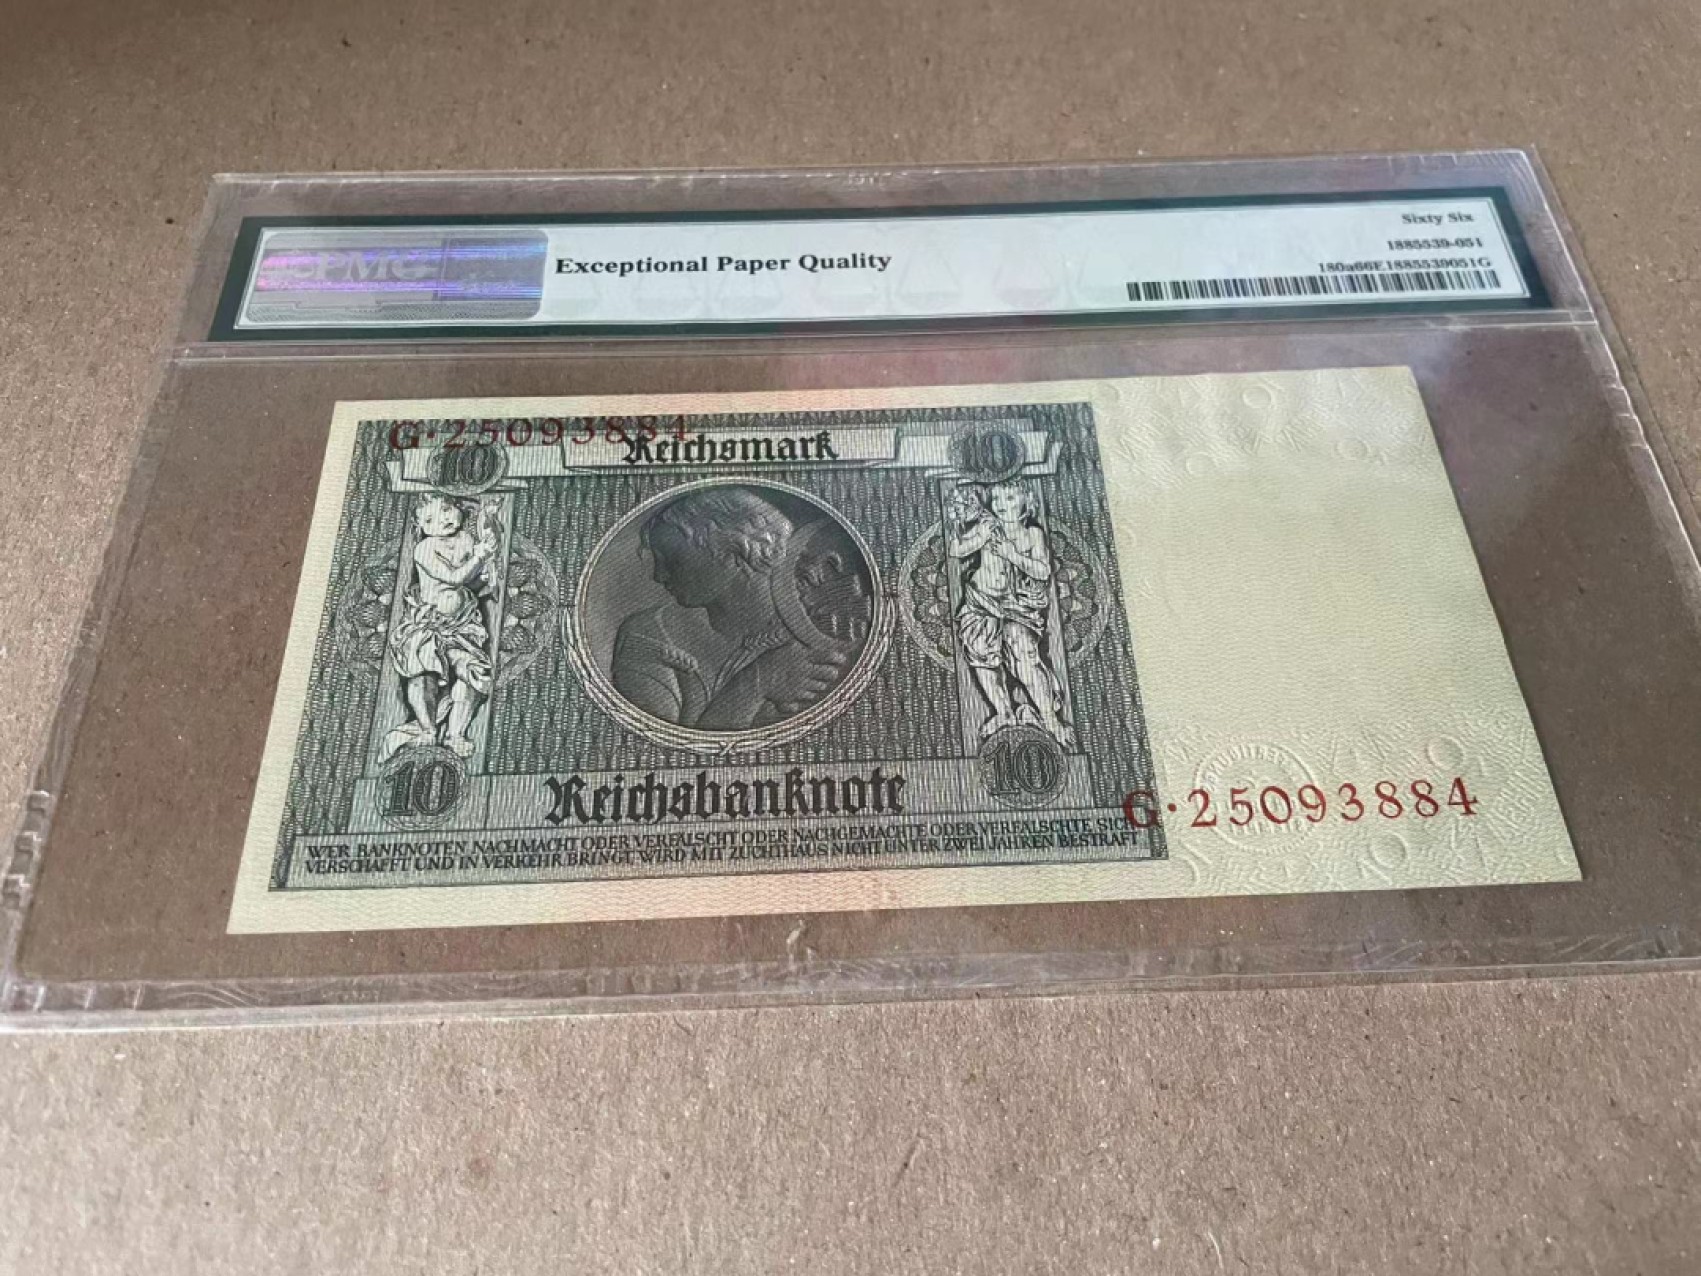 Sixty Six
PMG
Exceptional Paper Quality
1885539-051
180a66E1885539051G
G·25093884
Reichsmark
10
10
10
10
Reichsbanknote
G·25093884
WER BANKNOTEN NACHMACHT ODER VERFÄLSCHT ODER NACHGEMACHTE ODER VERFÄLSCHTE SICH
VERSCHAFFT UND IN VERKEHR BRINGT, WIRD MIT ZUCHTHAUS NICHT UNTER ZWEI JAHREN BESTRAFT